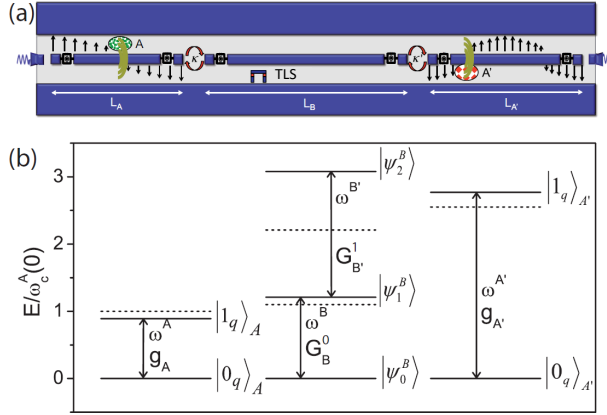 (a)
A
κ
κ'
A'
TLS
L_A
L_B
L_A'
(b)
E/ω_c^A(0)
3
2
1
0
|1_q⟩_A
ω^A
g_A
|0_q⟩_A
|ψ_2^B⟩
ω^B'
G_B'^1
|ψ_1^B⟩
ω^B
G_B^0
|ψ_0^B⟩
|1_q⟩_A'
ω^A'
g_A'
|0_q⟩_A'